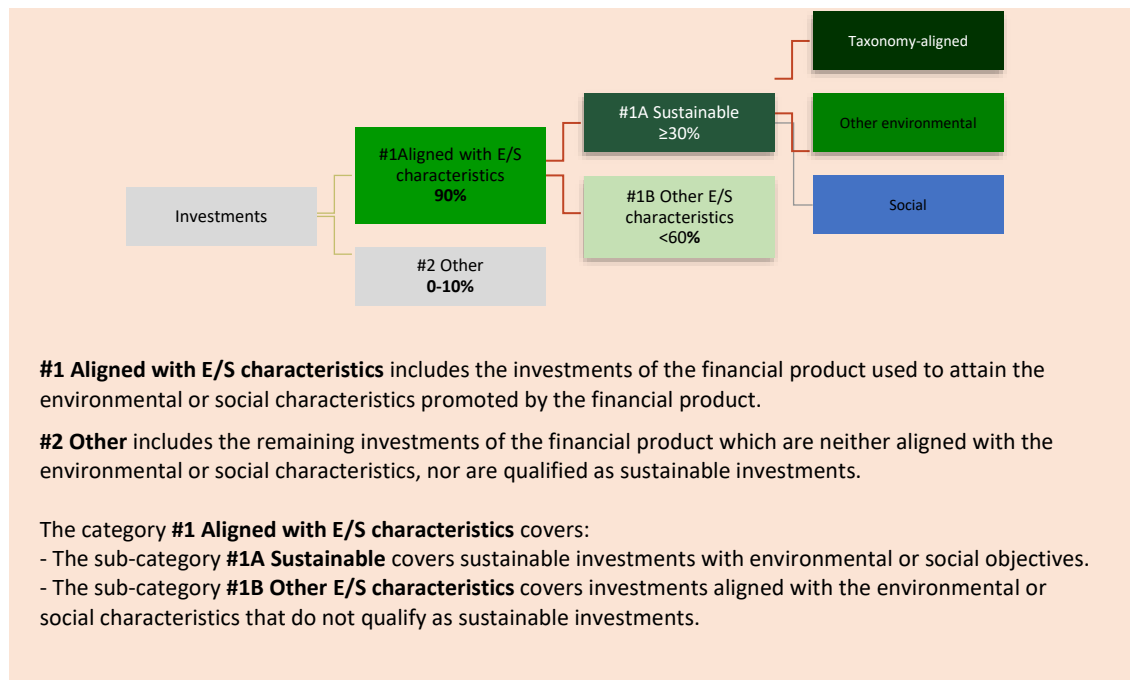 Taxonomy-aligned
#1A Sustainable
≥30%
Other environmental
#1Aligned with E/S
characteristics
90%
Investments
#1B Other E/S
characteristics
<60%
Social
#2 Other
0-10%
#1 Aligned with E/S characteristics includes the investments of the financial product used to attain the
environmental or social characteristics promoted by the financial product.
#2 Other includes the remaining investments of the financial product which are neither aligned with the
environmental or social characteristics, nor are qualified as sustainable investments.
The category #1 Aligned with E/S characteristics covers:
- The sub-category #1A Sustainable covers sustainable investments with environmental or social objectives.
- The sub-category #1B Other E/S characteristics covers investments aligned with the environmental or
social characteristics that do not qualify as sustainable investments.